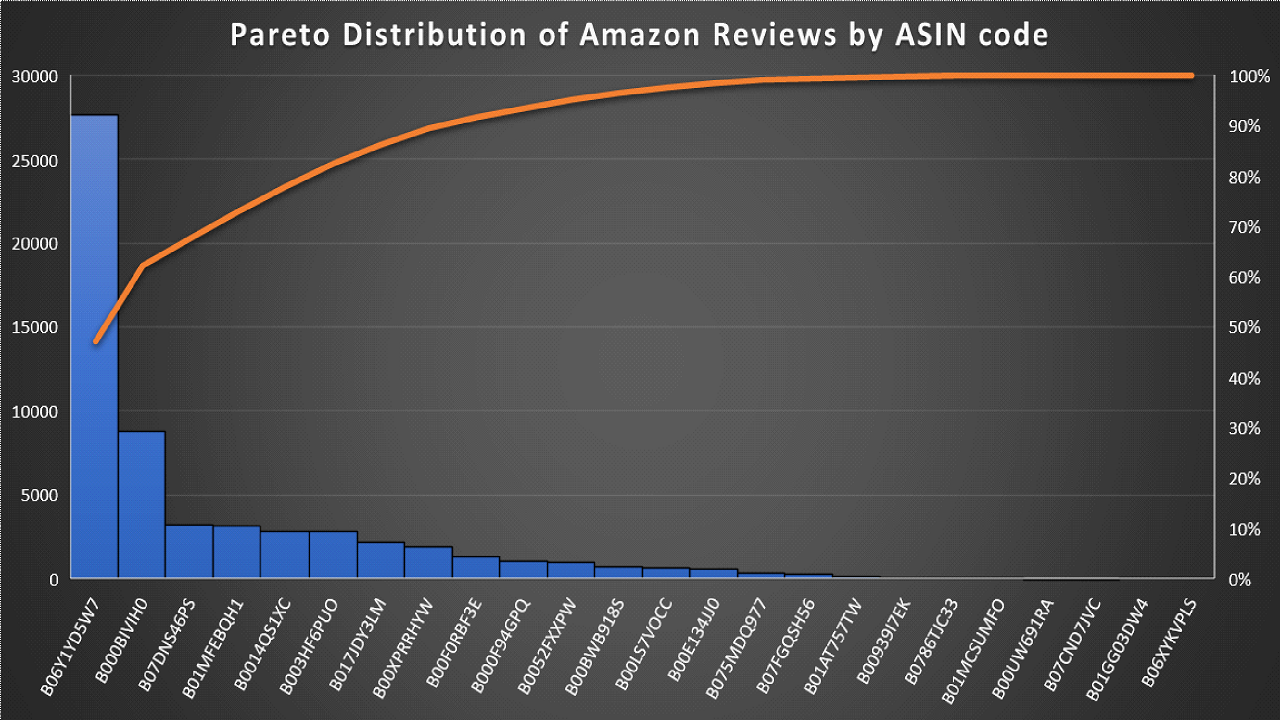 Pareto Distribution of Amazon Reviews by ASIN code
30000
25000
20000
15000
10000
5000
0
100%
90%
80%
70%
60%
50%
40%
30%
20%
10%
0%
B06Y1YD5W7
B0000BIVIH0
B07DNS46PS
B01MFEBQH1
B0014QS1XC
B003HF6PUO
B017JDY3LM
B00XPRRHYW
B00F0RBF3E
B000F94GPQ
B0052FXXPW
B00BWB918S
B00LS7VOCC
B00E134JJ0
B075MDQ977
B07FGQSH56
B01AT757TW
B00939I7EK
B0786TJC33
B01MCSUMFO
B00UW691RA
B07CND7JVC
B01GG03DW4
B06XYKVPLS